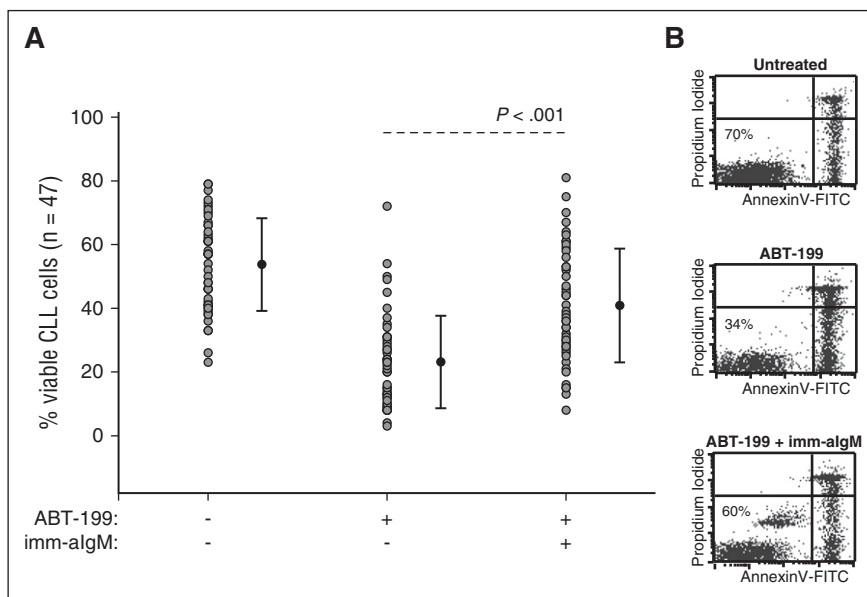 A
% viable CLL cells (n = 47)
100
80
60
40
20
0
P < .001
ABT-199: - + +
imm-aIgM: - - +
B
Untreated
Propidium Iodide
70%
AnnexinV-FITC
ABT-199
Propidium Iodide
34%
AnnexinV-FITC
ABT-199 + imm-aIgM
Propidium Iodide
60%
AnnexinV-FITC